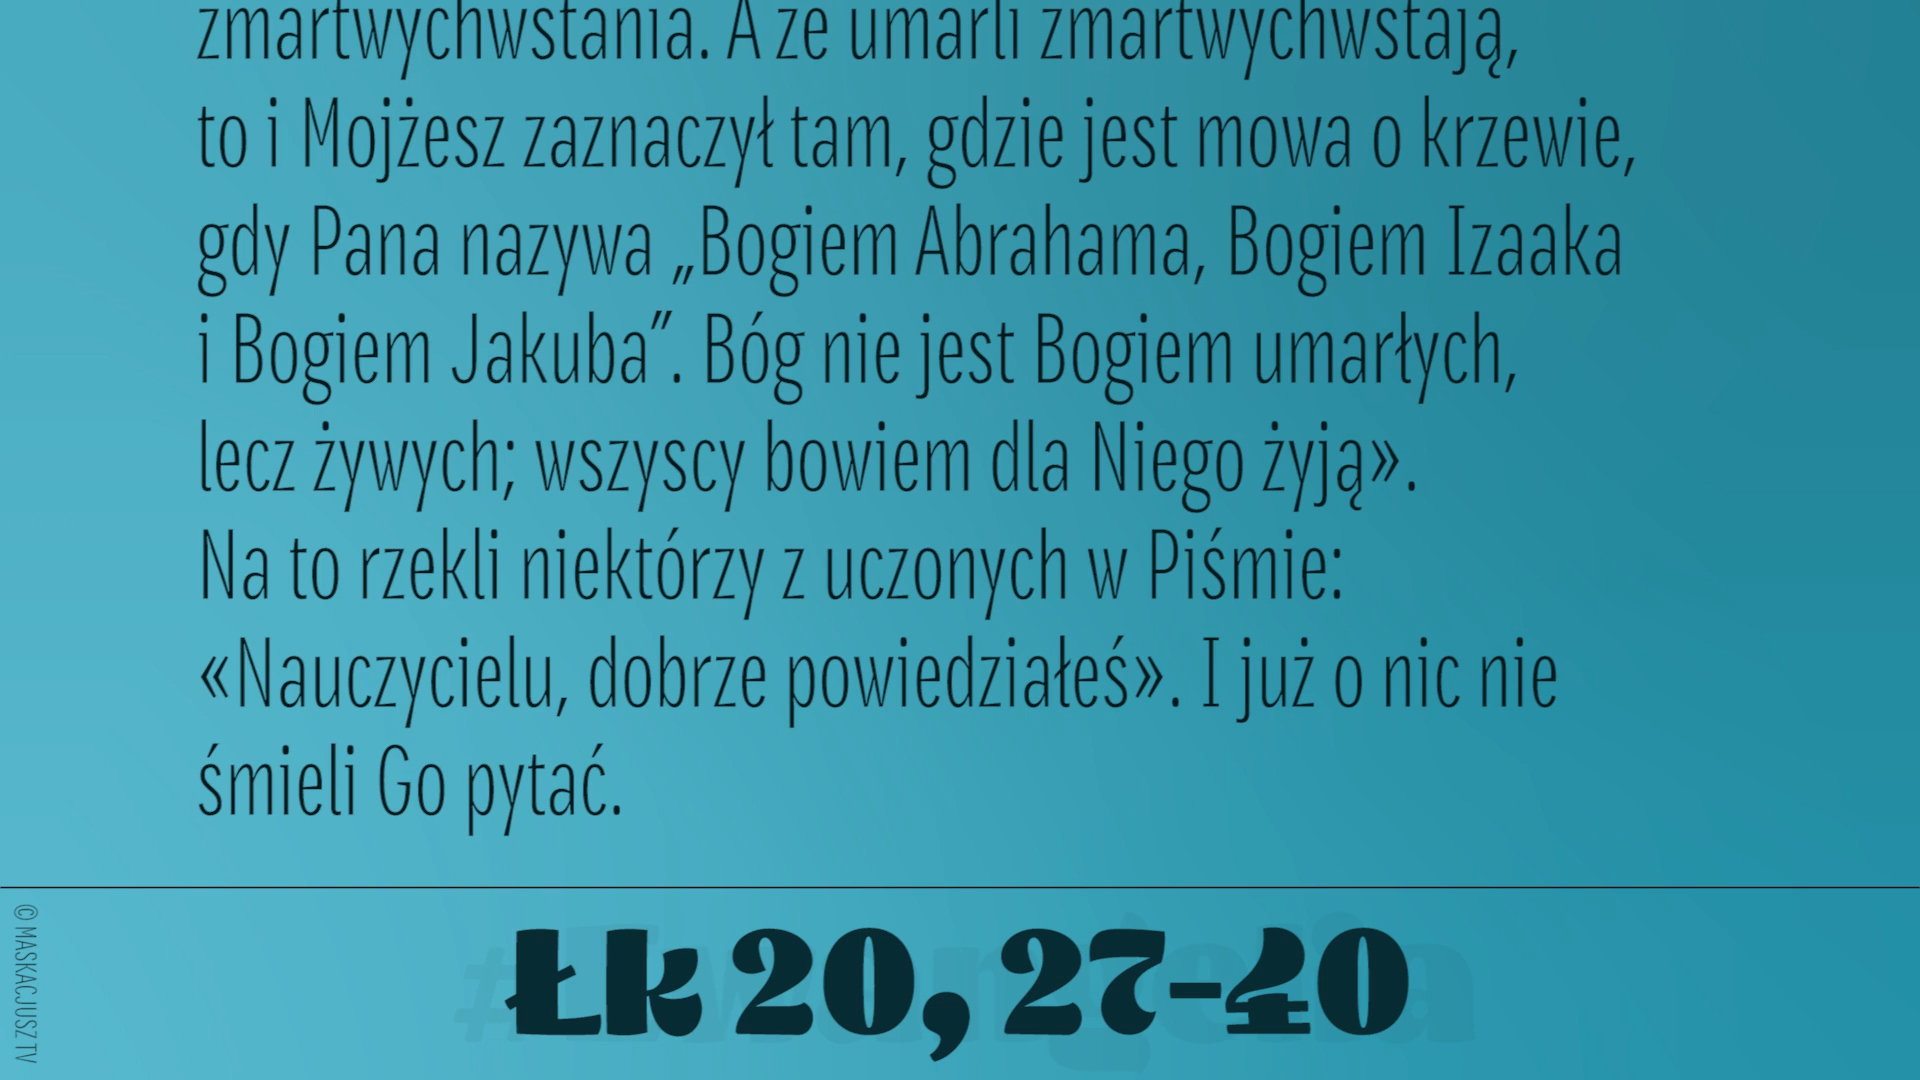 zmartwychwstania. A że umarli zmartwychwstają,
to i Mojżesz zaznaczył tam, gdzie jest mowa o krzewie,
gdy Pana nazywa „Bogiem Abrahama, Bogiem Izaaka
i Bogiem Jakuba”. Bóg nie jest Bogiem umarłych,
lecz żywych; wszyscy bowiem dla Niego żyją».
Na to rzekli niektórzy z uczonych w Piśmie:
«Nauczycielu, dobrze powiedziałeś». I już o nic nie
śmieli Go pytać.
Łk 20, 27-40
#Ewangelia
© MASKACJUSZ TV